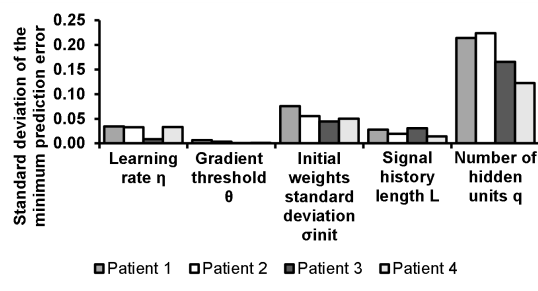 Standard deviation of the
minimum prediction error
0.25
0.20
0.15
0.10
0.05
0.00
Learning
rate η
Gradient
threshold
θ
Initial
weights
standard
deviation
σinit
Signal
history
length L
Number of
hidden
units q
Patient 1
Patient 2
Patient 3
Patient 4